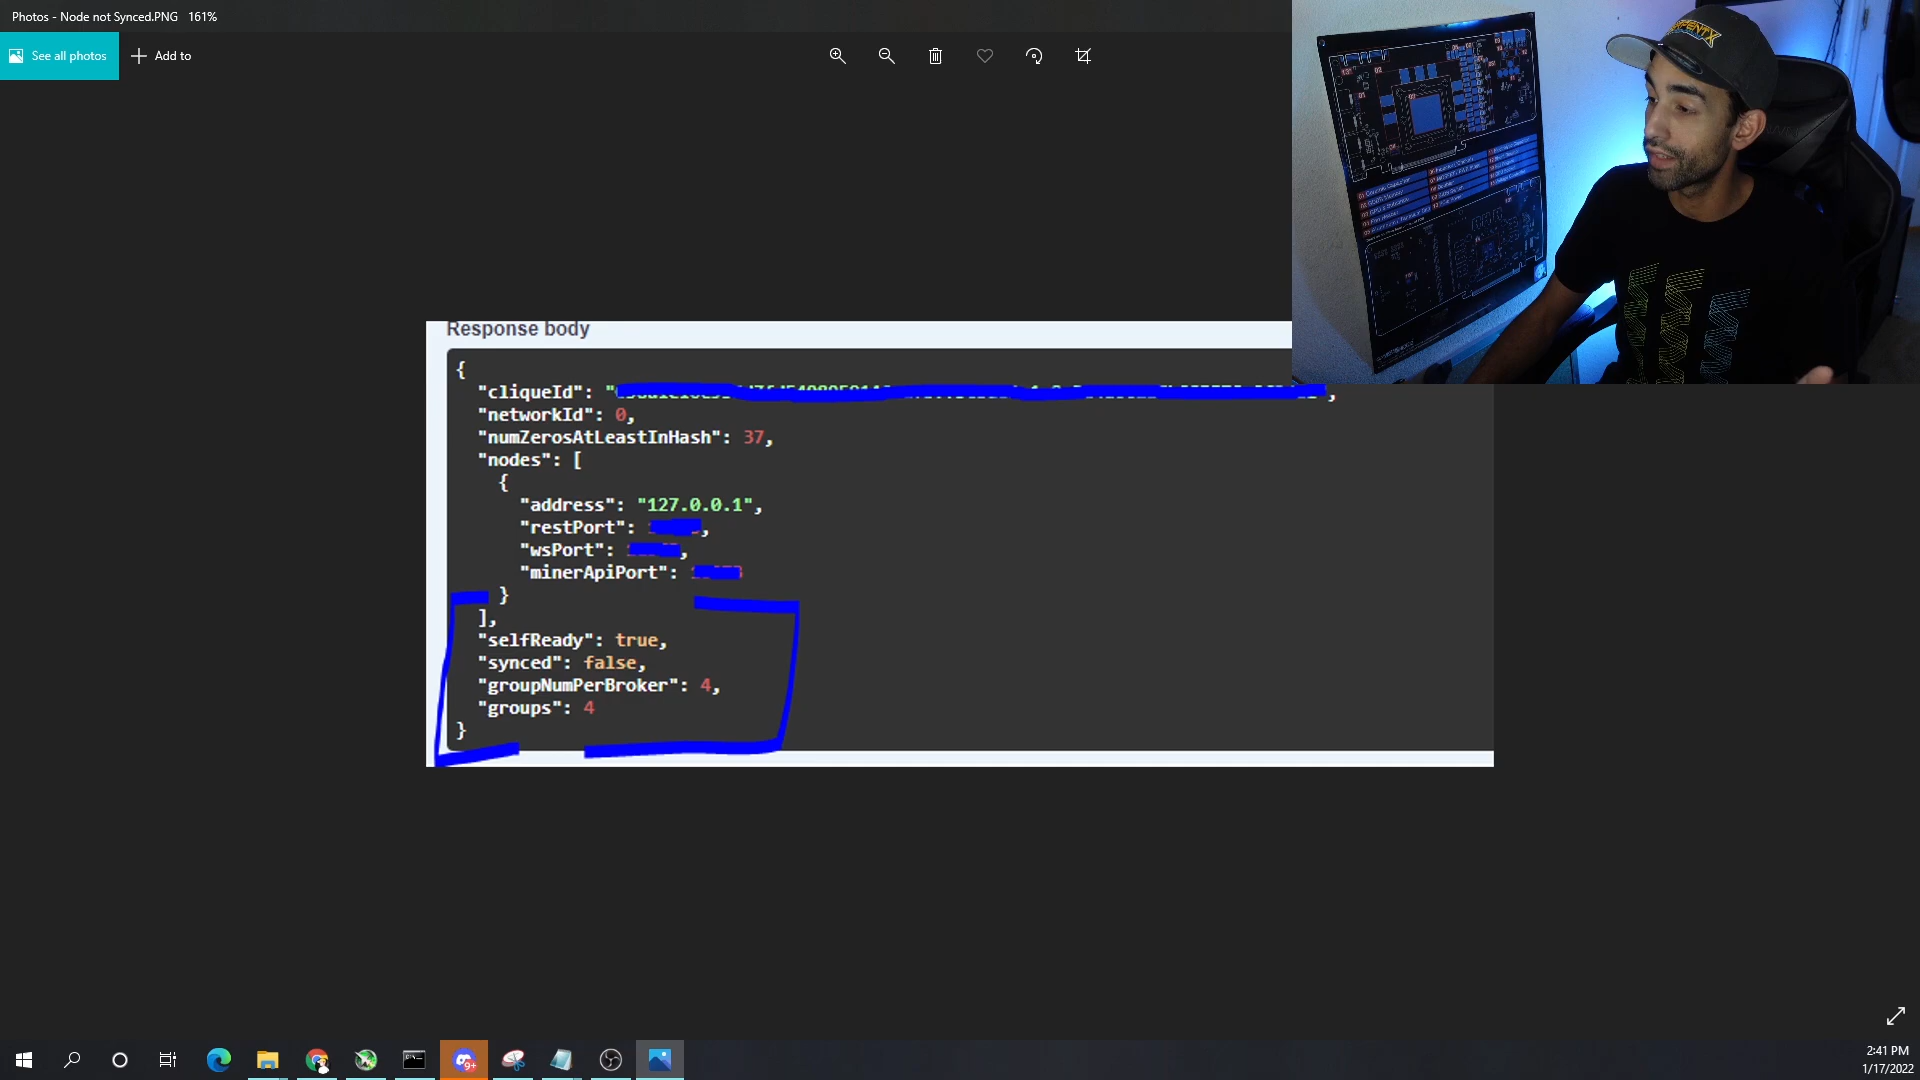 Photos - Node not Synced.PNG 161%
See all photos
Add to
Response body
{
"cliqueId": "
"networkId": 0,
"numZerosAtLeastInHash": 37,
"nodes": [
{
"address": "127.0.0.1",
"restPort": ,
"wsPort": ,
"minerApiPort":
}
],
"selfReady": true,
"synced": false,
"groupNumPerBroker": 4,
"groups": 4
}
9+
2:41 PM
1/17/2022